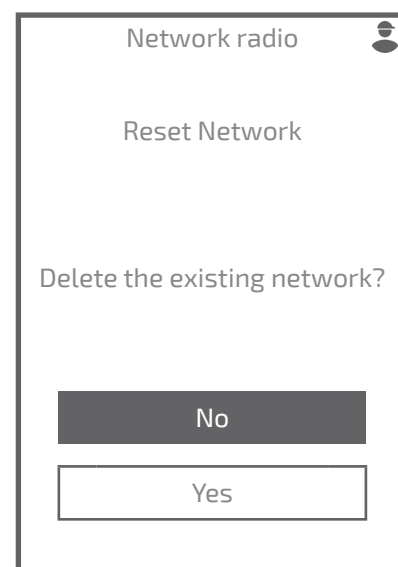 Network radio
Reset Network
Delete the existing network?
No
Yes